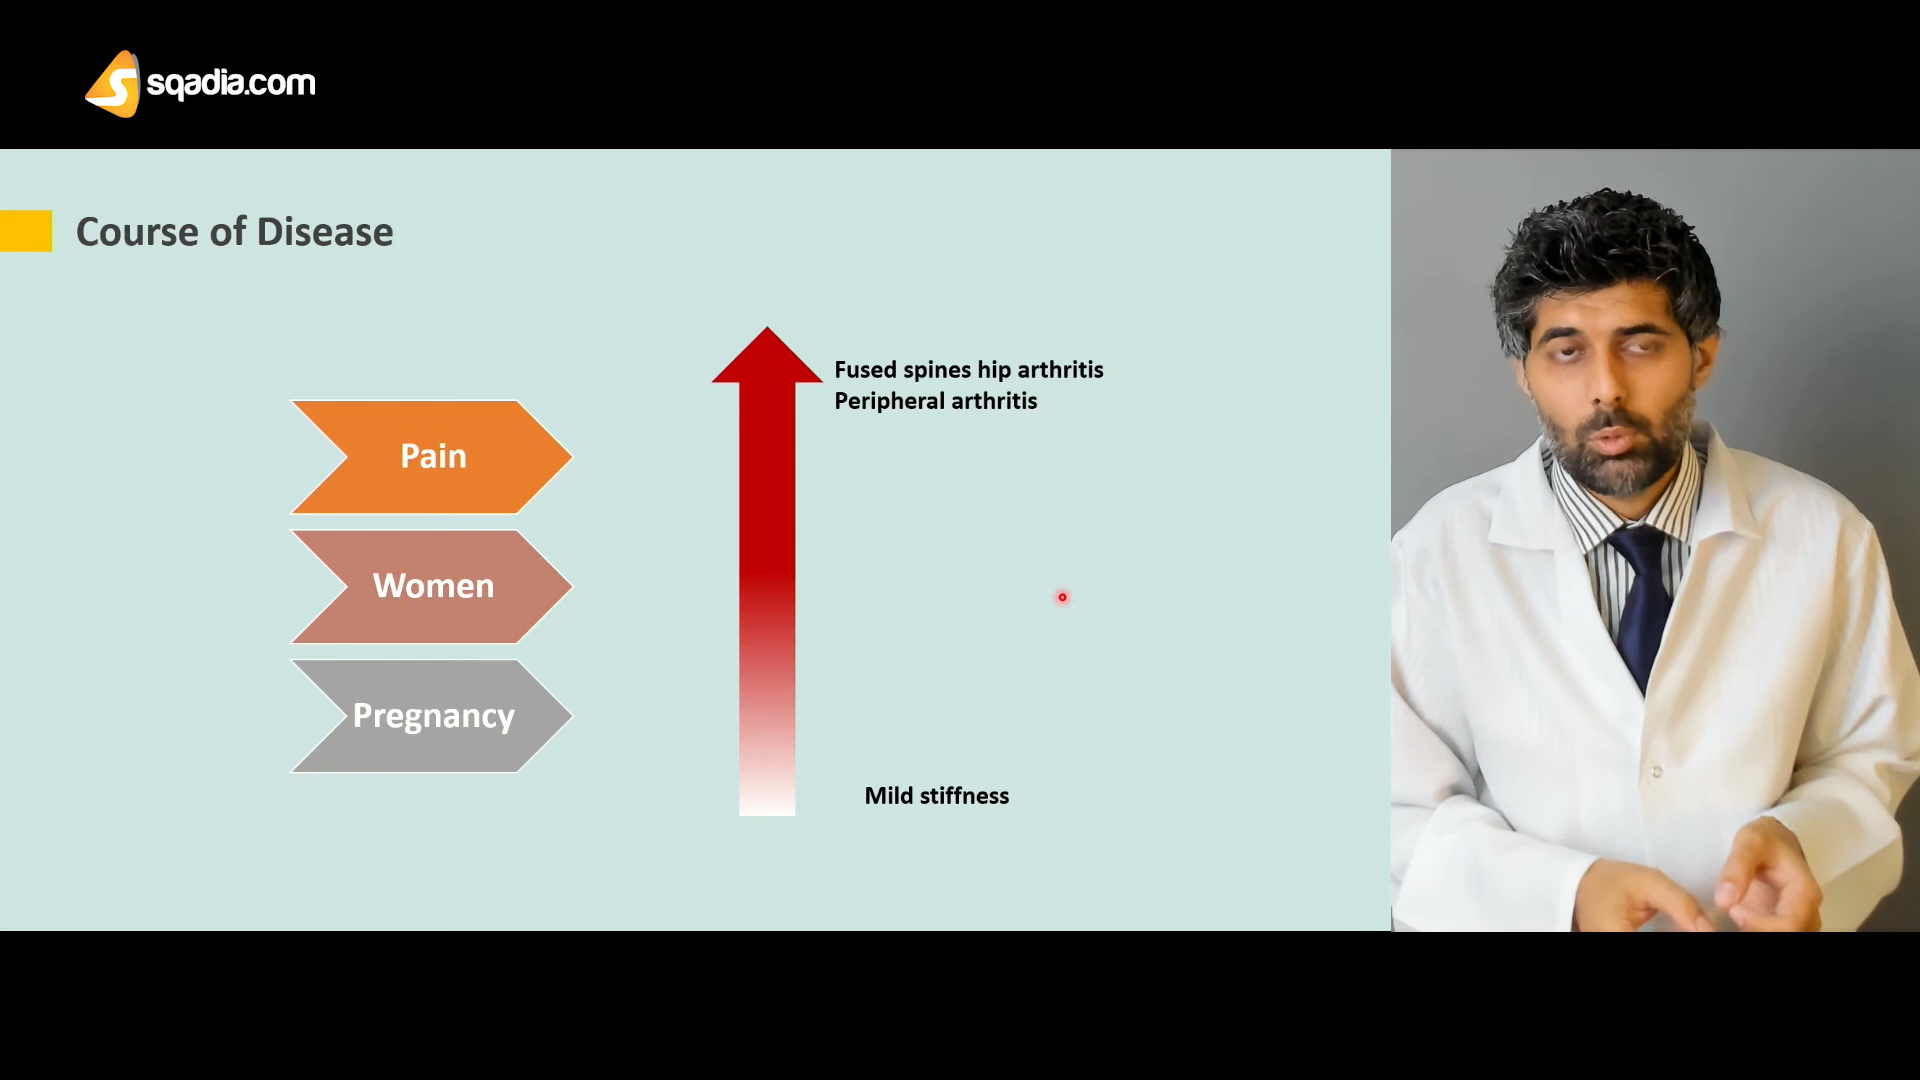 sqadia.com
Course of Disease
Pain
Women
Pregnancy
Fused spines hip arthritis
Peripheral arthritis
Mild stiffness